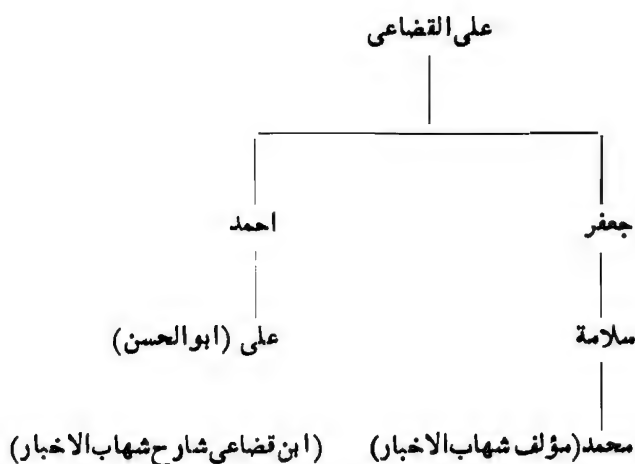 على القضاعى
جعفر احمد
سلامة على (ابوالحسن)
محمد (مؤلف شهاب الاخبار) (ابن قضاعى شارح شهاب الاخبار)